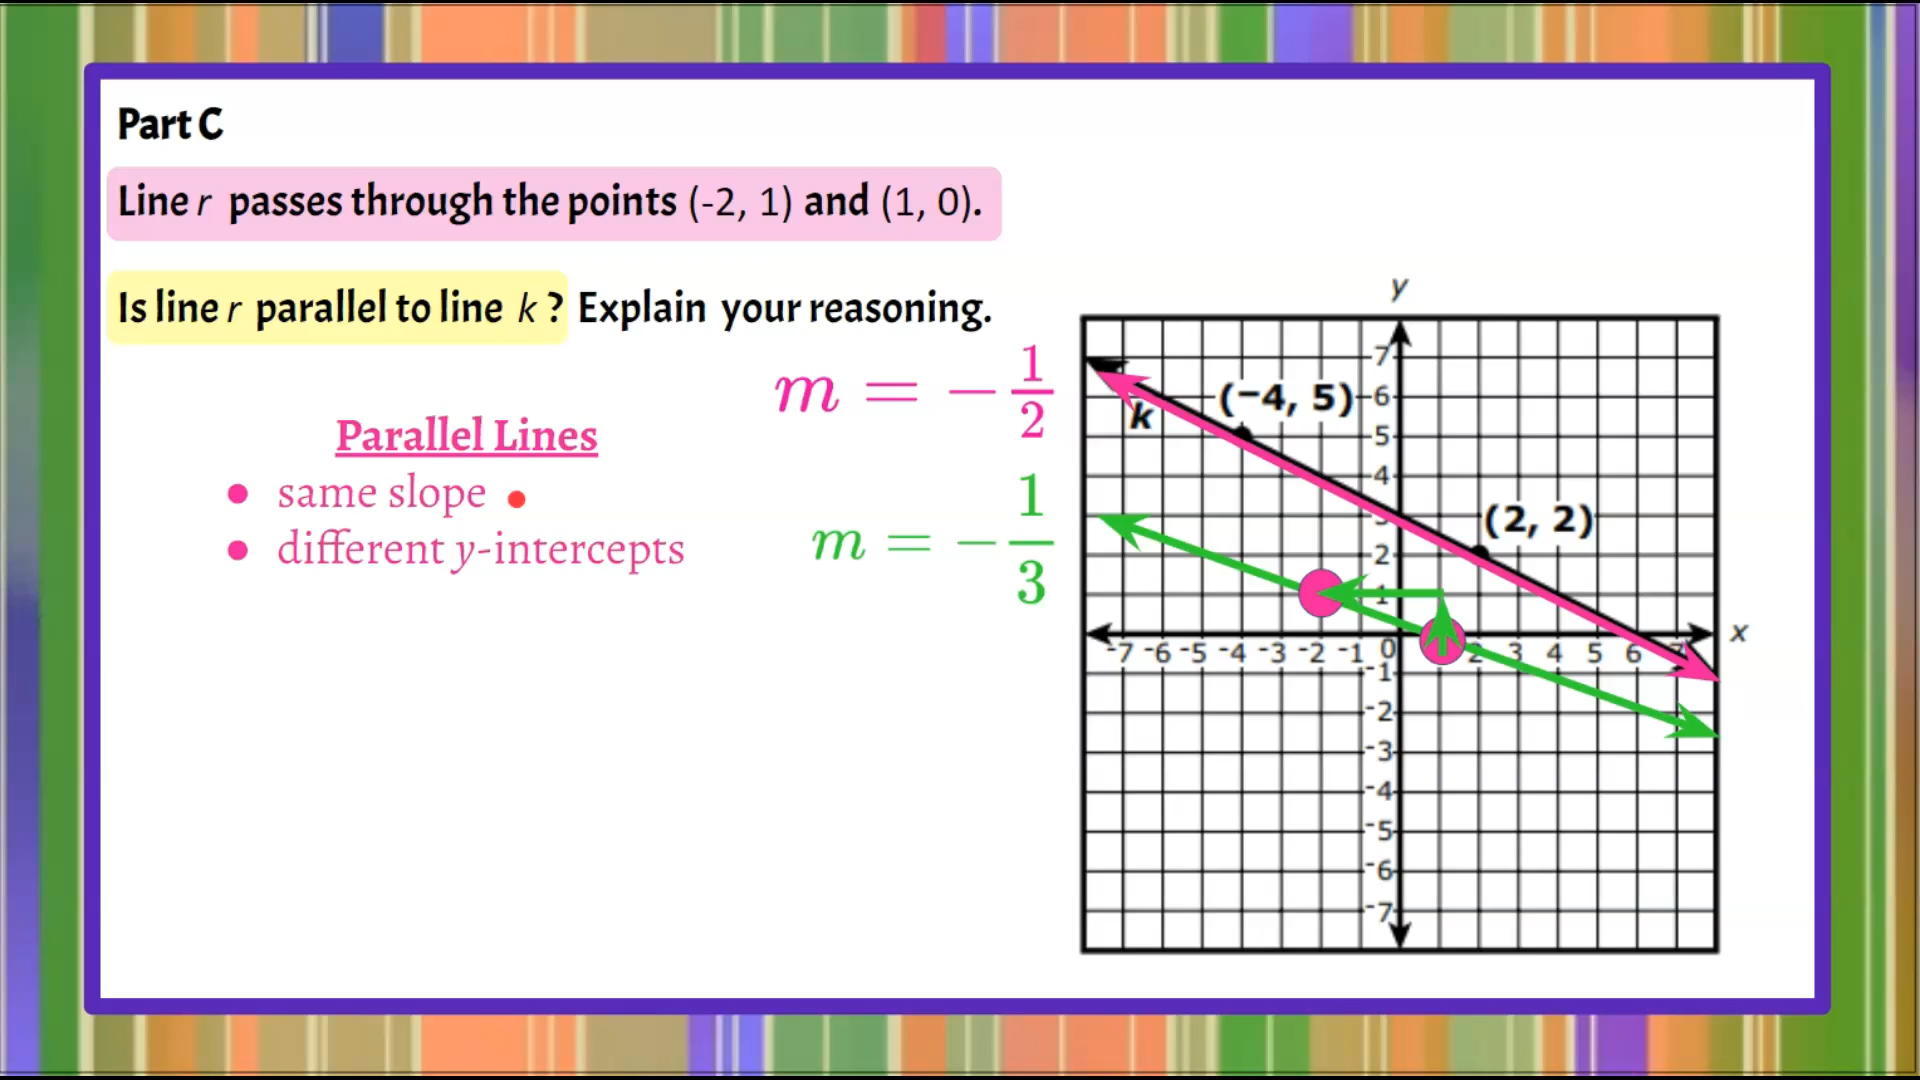 Part C
Line r passes through the points (-2, 1) and (1, 0).
Is line r parallel to line k? Explain your reasoning.
Parallel Lines
• same slope
• different y-intercepts
m = -1/2
m = -1/3
y
x
k
(−4, 5)
(2, 2)
7
6
5
4
3
2
1
-7 -6 -5 -4 -3 -2 -1 0 2 3 4 5 6 7
-1
-2
-3
-4
-5
-6
-7